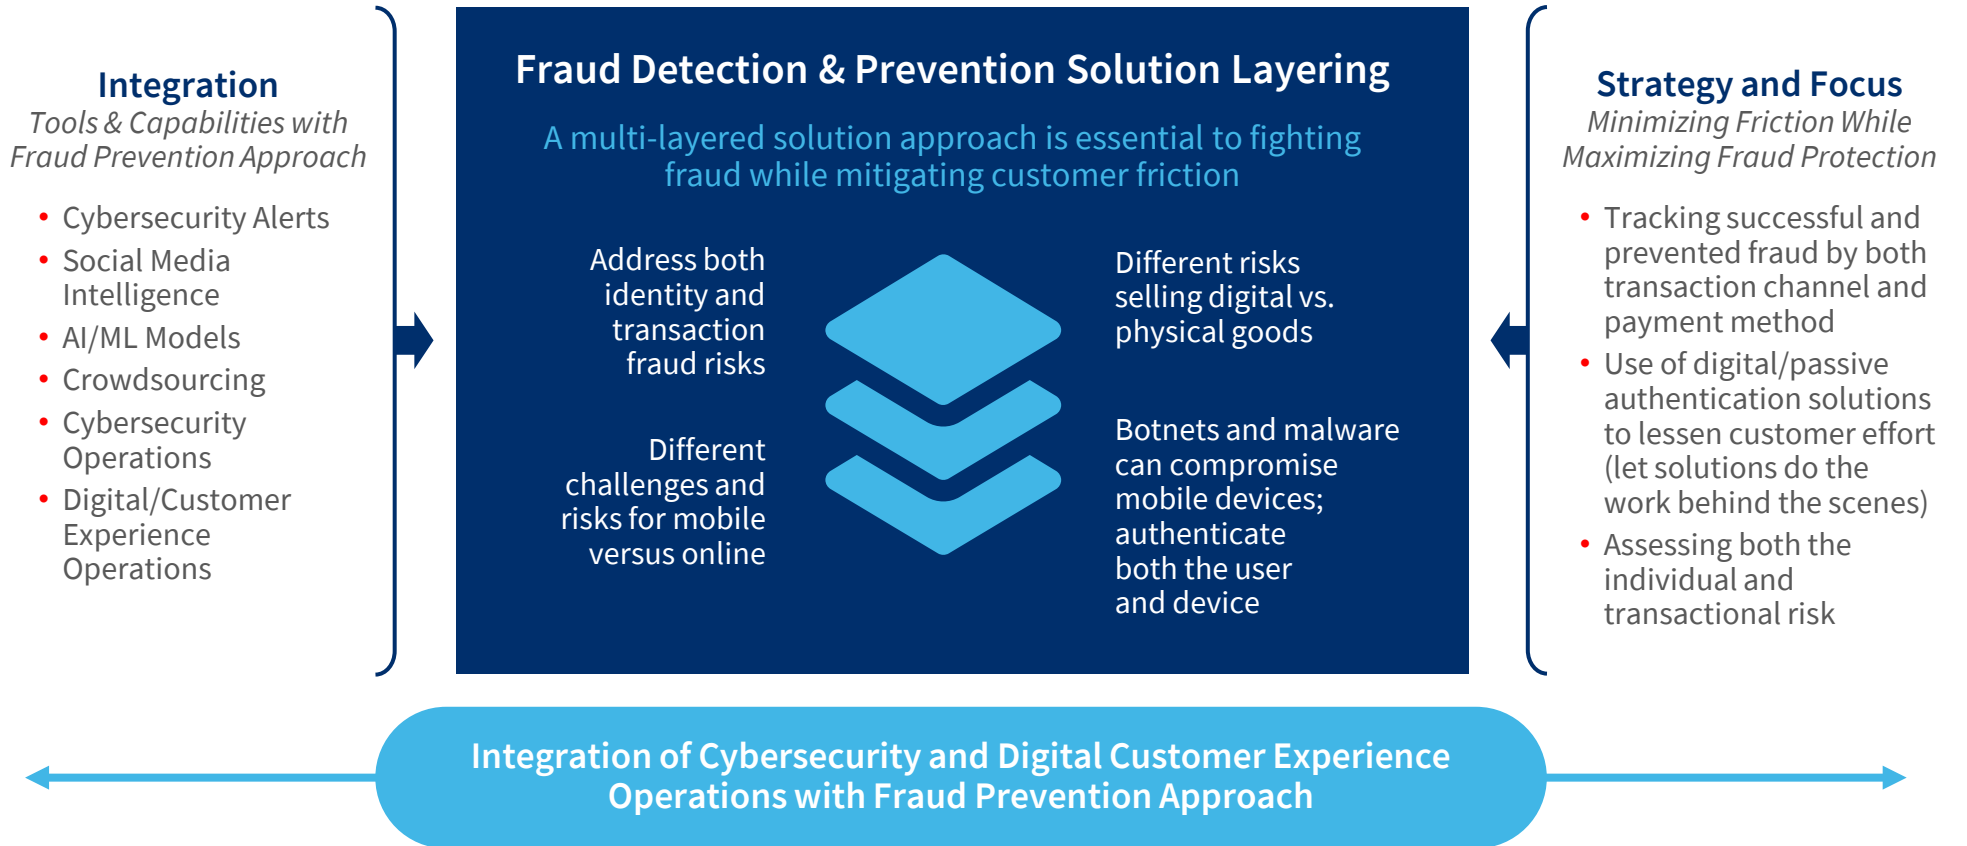 Integration
Tools & Capabilities with
Fraud Prevention Approach
• Cybersecurity Alerts
• Social Media
Intelligence
• AI/ML Models
• Crowdsourcing
• Cybersecurity
Operations
• Digital/Customer
Experience
Operations
Fraud Detection & Prevention Solution Layering
A multi-layered solution approach is essential to fighting
fraud while mitigating customer friction
Address both
identity and
transaction
fraud risks
Different risks
selling digital vs.
physical goods
Different
challenges and
risks for mobile
versus online
Botnets and malware
can compromise
mobile devices;
authenticate
both the user
and device
Strategy and Focus
Minimizing Friction While
Maximizing Fraud Protection
• Tracking successful and
prevented fraud by both
transaction channel and
payment method
• Use of digital/passive
authentication solutions
to lessen customer effort
(let solutions do the
work behind the scenes)
• Assessing both the
individual and
transactional risk
Integration of Cybersecurity and Digital Customer Experience
Operations with Fraud Prevention Approach